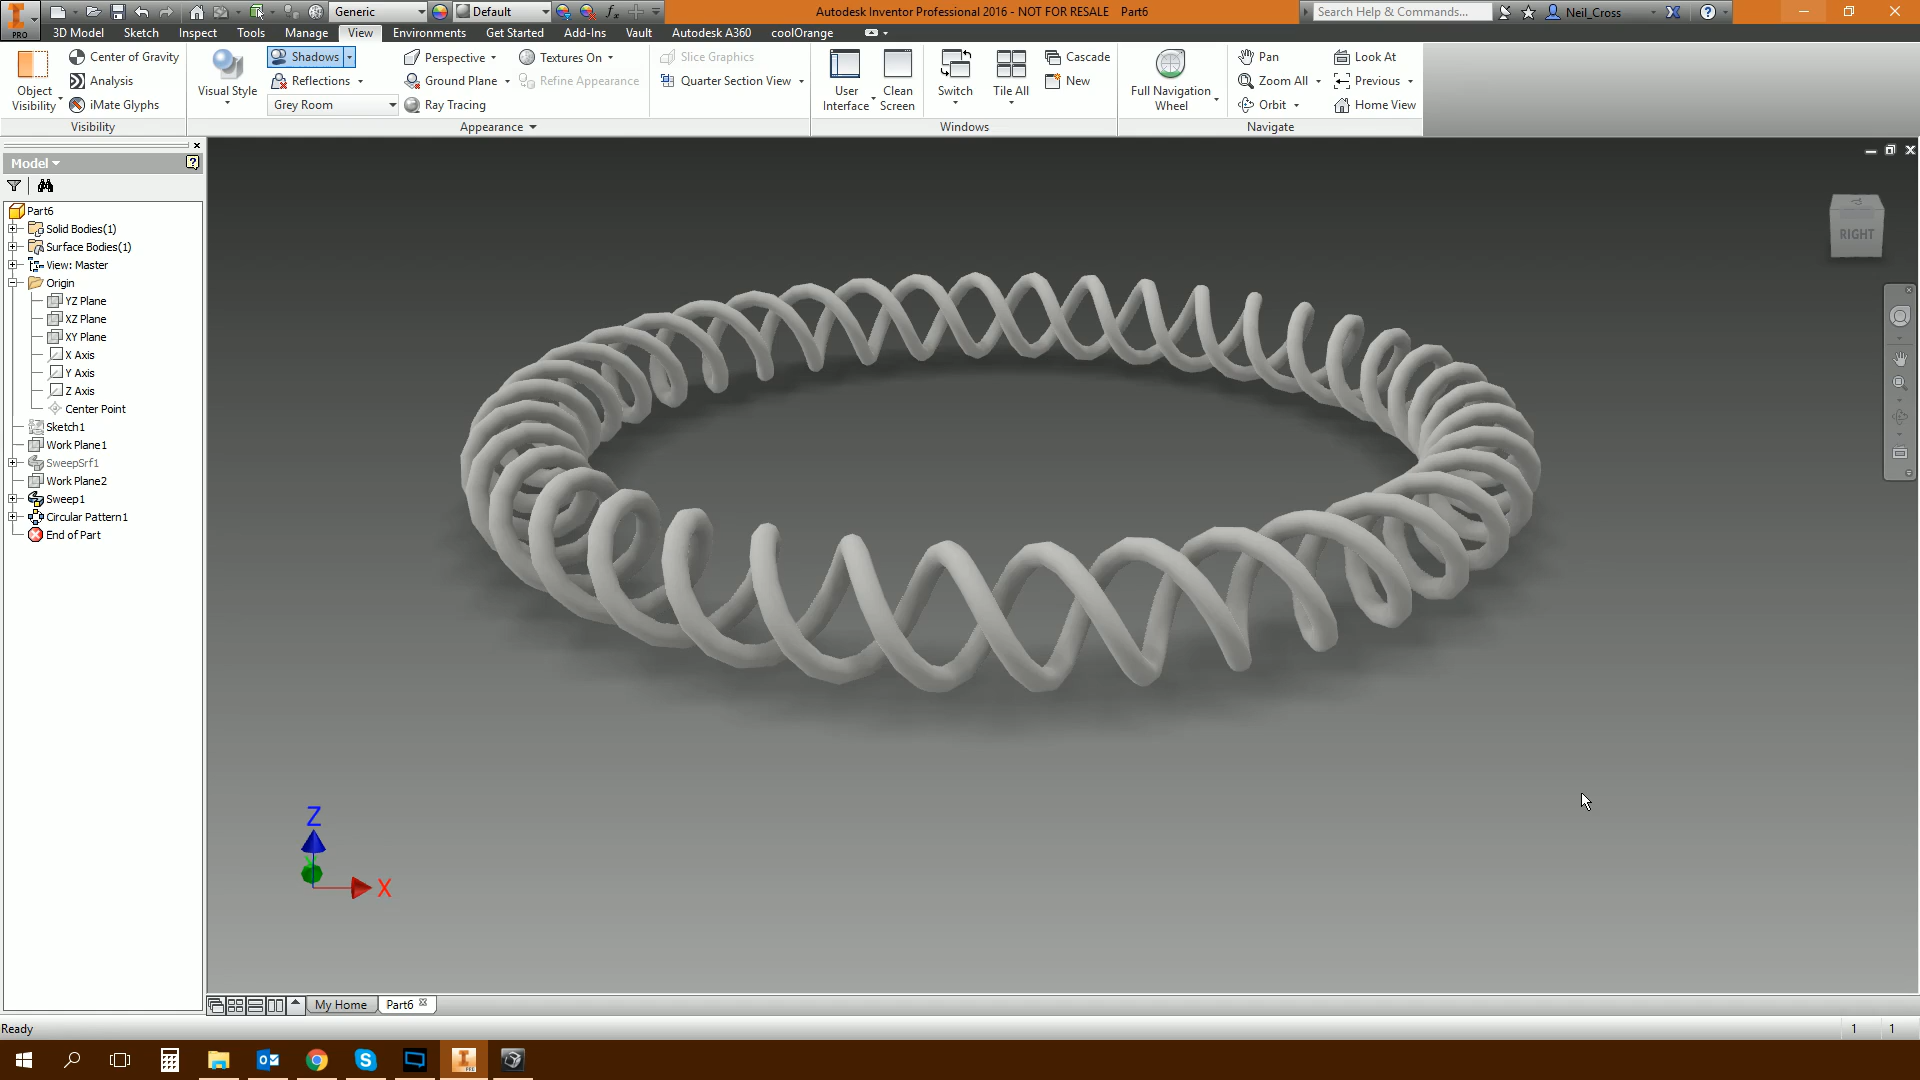 Generic
Default
Autodesk Inventor Professional 2016 - NOT FOR RESALE Part6
Search Help & Commands...
Neil_Cross
PRO
3D Model Sketch Inspect Tools Manage View Environments Get Started Add-Ins Vault Autodesk A360 coolOrange
Object Visibility
Center of Gravity
Analysis
iMate Glyphs
Visibility
Visual Style
Shadows
Reflections
Grey Room
Perspective
Ground Plane
Ray Tracing
Textures On
Refine Appearance
Slice Graphics
Quarter Section View
Appearance
User Interface
Clean Screen
Switch
Tile All
Cascade
New
Windows
Full Navigation Wheel
Pan
Zoom All
Orbit
Look At
Previous
Home View
Navigate
Model
Part6
Solid Bodies(1)
Surface Bodies(1)
View: Master
Origin
YZ Plane
XZ Plane
XY Plane
X Axis
Y Axis
Z Axis
Center Point
Sketch1
Work Plane1
SweepSrf1
Work Plane2
Sweep1
Circular Pattern1
End of Part
RIGHT
Z
Y
X
My Home
Part6
Ready
1 1